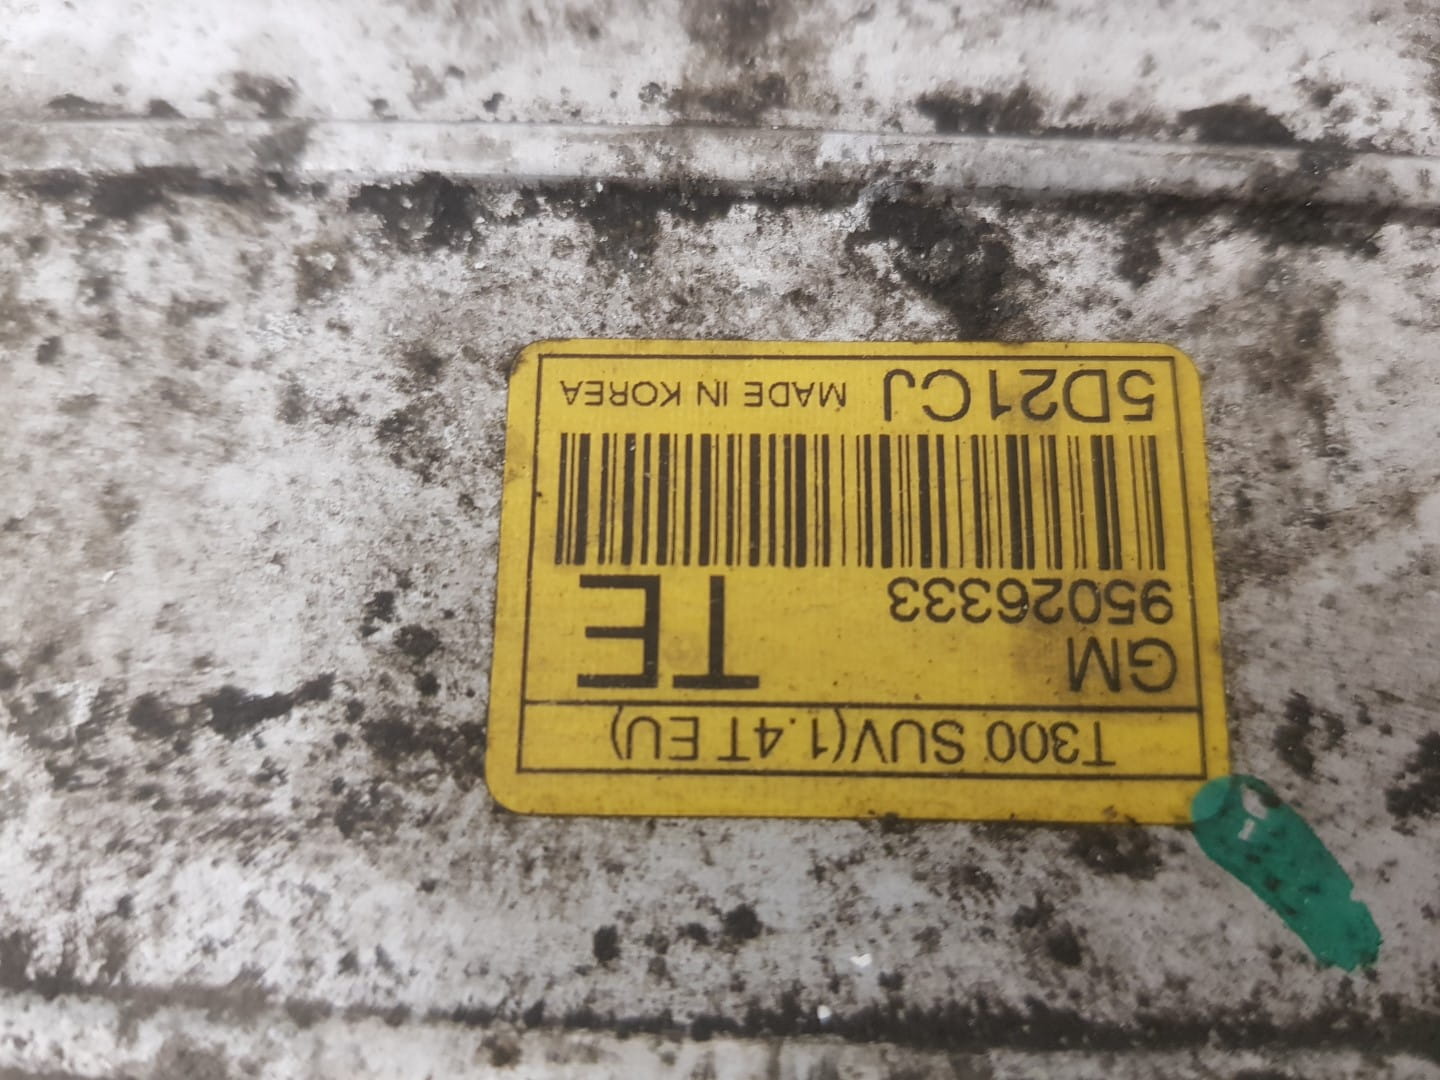 T300 SUV(1.4T EU)
GM
95026333
TE
5D21CJ MADE IN KOREA